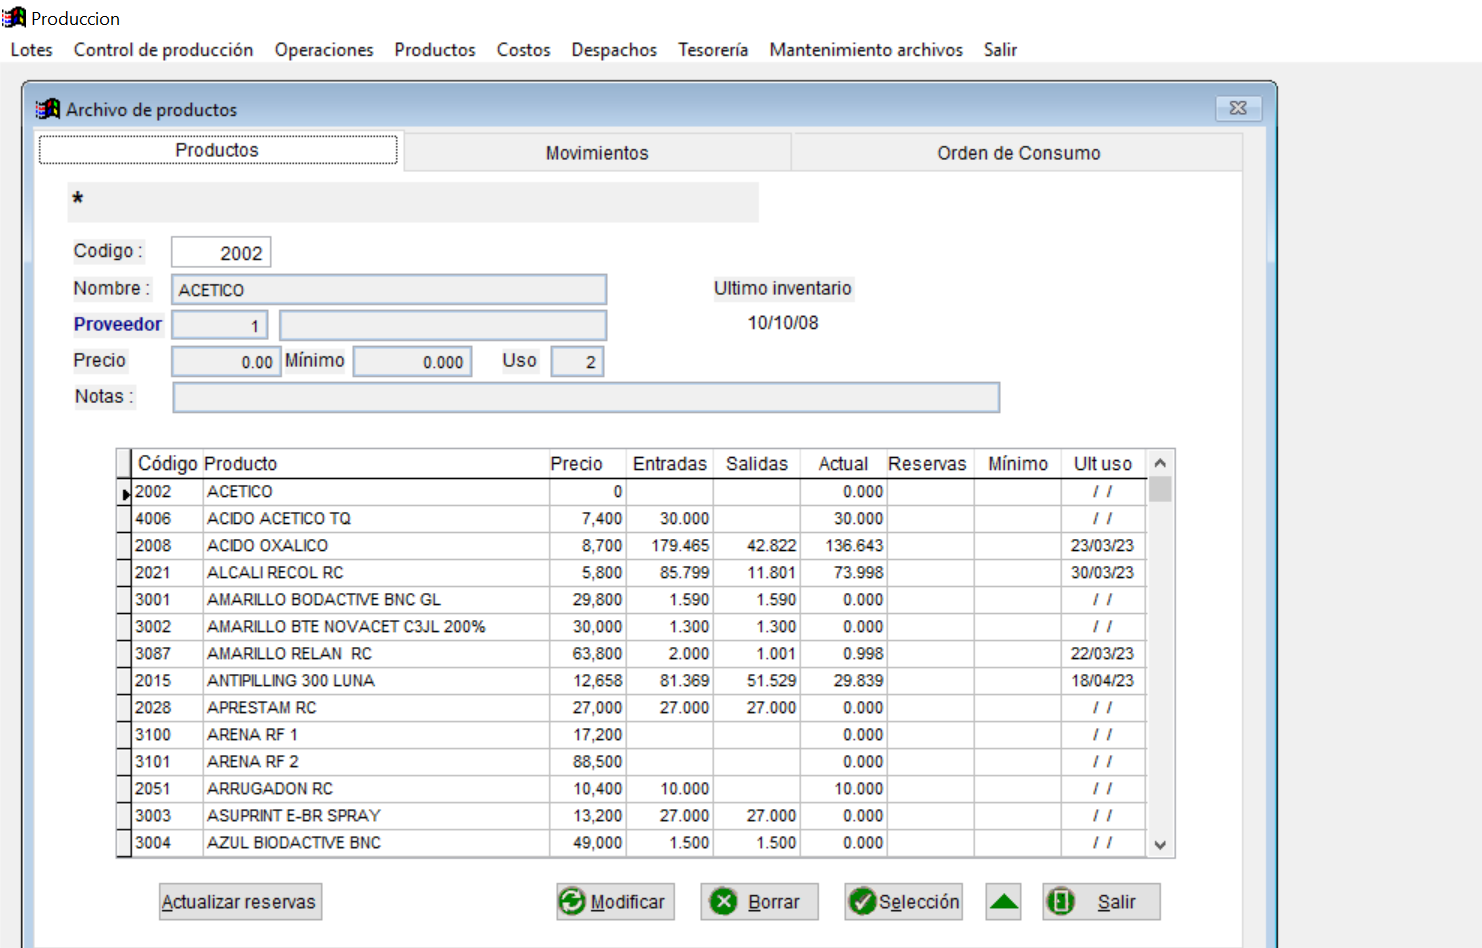 Produccion
Lotes Control de producción Operaciones Productos Costos Despachos Tesorería Mantenimiento archivos Salir
Archivo de productos
Productos Movimientos Orden de Consumo
*
Codigo : 2002
Nombre : ACETICO Ultimo inventario
Proveedor 1 10/10/08
Precio 0.00 Mínimo 0.000 Uso 2
Notas :
Código Producto Precio Entradas Salidas Actual Reservas Mínimo Ult uso
2002 ACETICO 0 0.000 / /
4006 ACIDO ACETICO TQ 7,400 30.000 30.000 / /
2008 ACIDO OXALICO 8,700 179.465 42.822 136.643 23/03/23
2021 ALCALI RECOL RC 5,800 85.799 11.801 73.998 30/03/23
3001 AMARILLO BODACTIVE BNC GL 29,800 1.590 1.590 0.000 / /
3002 AMARILLO BTE NOVACET C3JL 200% 30,000 1.300 1.300 0.000 / /
3087 AMARILLO RELAN RC 63,800 2.000 1.001 0.998 22/03/23
2015 ANTIPILLING 300 LUNA 12,658 81.369 51.529 29.839 18/04/23
2028 APRESTAM RC 27,000 27.000 27.000 0.000 / /
3100 ARENA RF 1 17,200 0.000 / /
3101 ARENA RF 2 88,500 0.000 / /
2051 ARRUGADON RC 10,400 10.000 10.000 / /
3003 ASUPRINT E-BR SPRAY 13,200 27.000 27.000 0.000 / /
3004 AZUL BIODACTIVE BNC 49,000 1.500 1.500 0.000 / /
Actualizar reservas Modificar Borrar Selección Salir